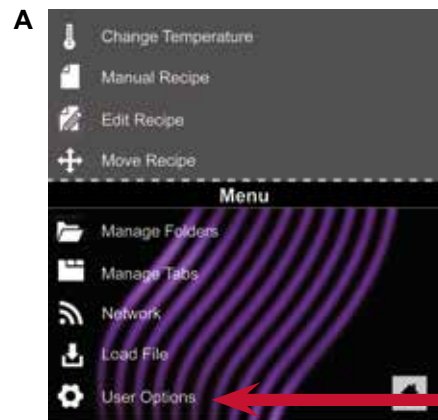 A
Change Temperature
Manual Recipe
Edit Recipe
Move Recipe
Menu
Manage Folders
Manage Tabs
Network
Load File
User Options